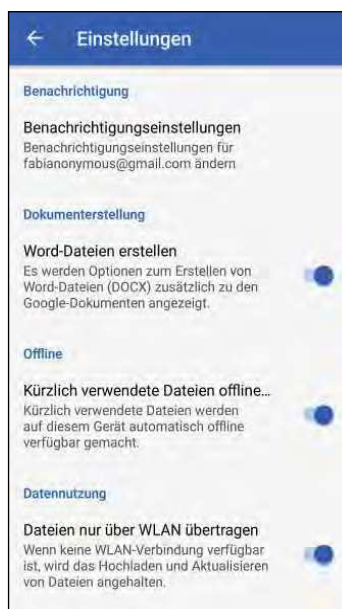 Einstellungen
Benachrichtigung
Benachrichtigungseinstellungen
Benachrichtigungseinstellungen für
fabianonymous@gmail.com ändern
Dokumenterstellung
Word-Dateien erstellen
Es werden Optionen zum Erstellen von
Word-Dateien (DOCX) zusätzlich zu den
Google-Dokumenten angezeigt.
Offline
Kürzlich verwendete Dateien offline...
Kürzlich verwendete Dateien werden
auf diesem Gerät automatisch offline
verfügbar gemacht.
Datennutzung
Dateien nur über WLAN übertragen
Wenn keine WLAN-Verbindung verfügbar
ist, wird das Hochladen und Aktualisieren
von Dateien angehalten.